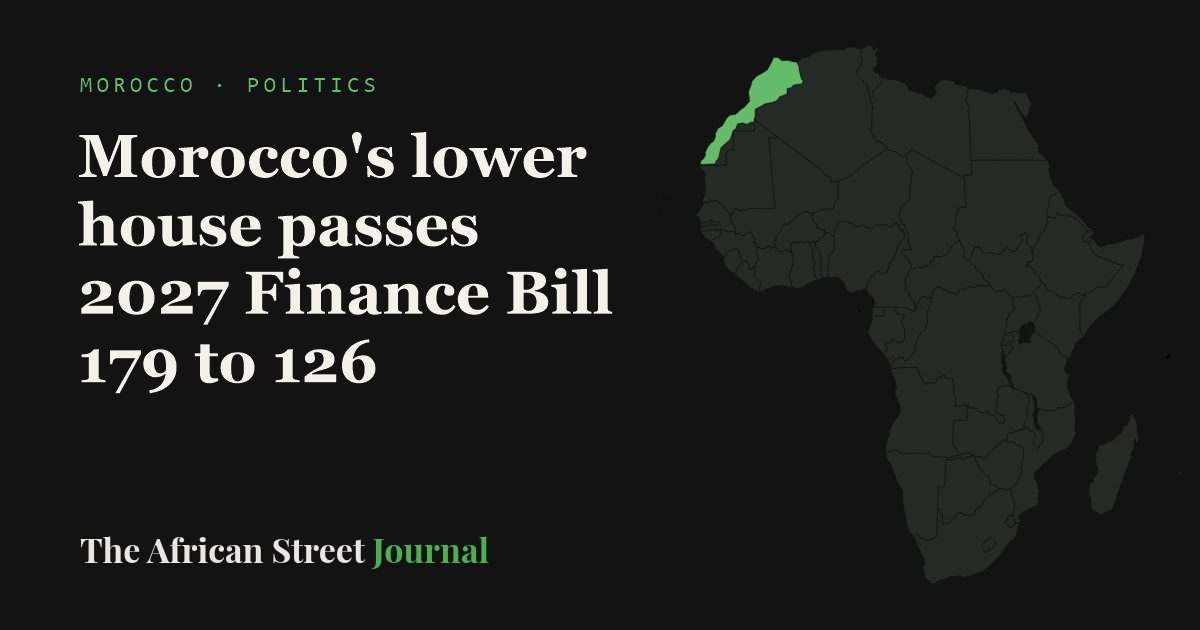 MOROCCO · POLITICS
Morocco's lower
house passes
2027 Finance Bill
179 to 126
The African Street Journal